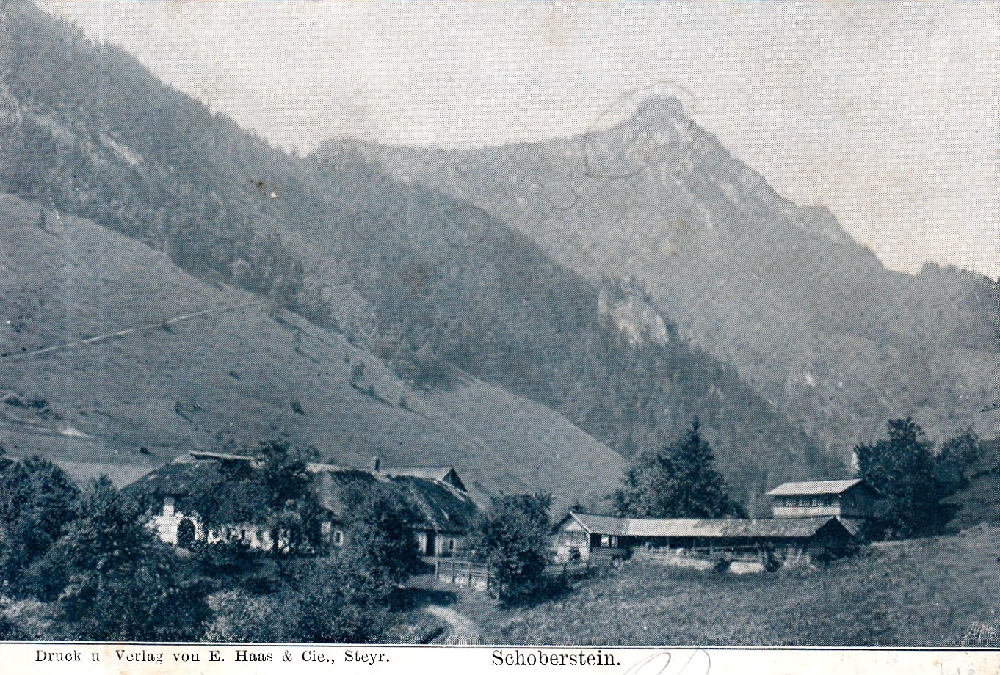 Druck u Verlag von E. Haas & Cie., Steyr.
Schoberstein.